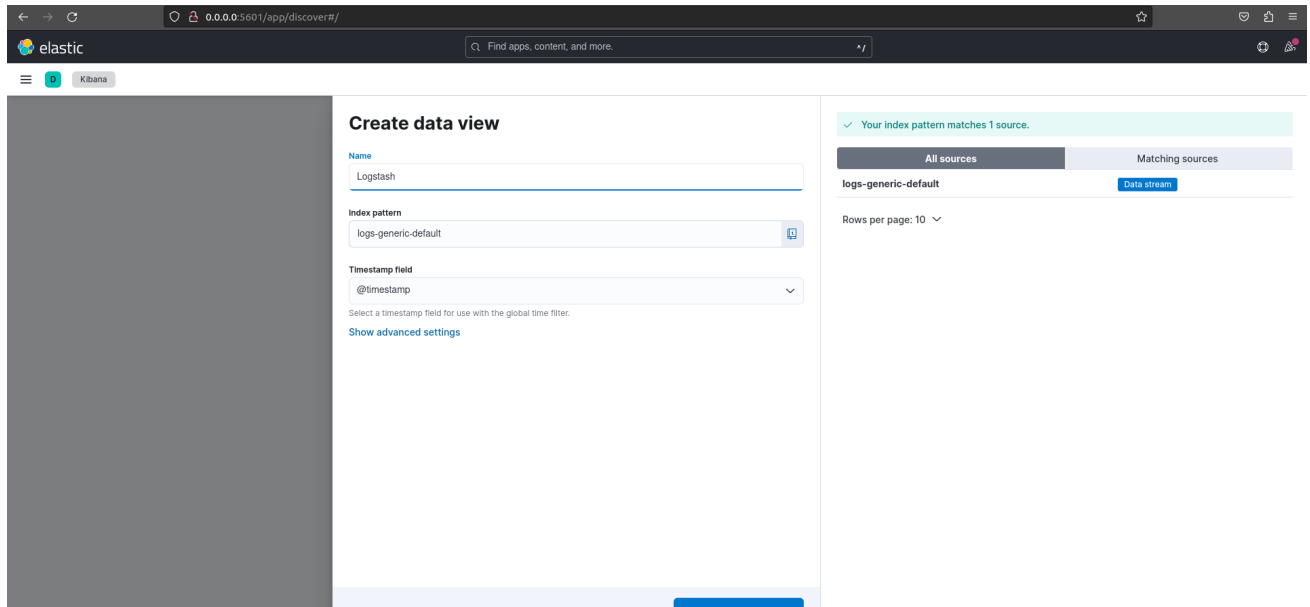 0.0.0.0:5601/app/discover#/
elastic
Find apps, content, and more.
^/
D
Kibana
Create data view
Name
Logstash
Index pattern
logs-generic-default
Timestamp field
@timestamp
Select a timestamp field for use with the global time filter.
Show advanced settings
Your index pattern matches 1 source.
All sources
Matching sources
logs-generic-default
Data stream
Rows per page: 10